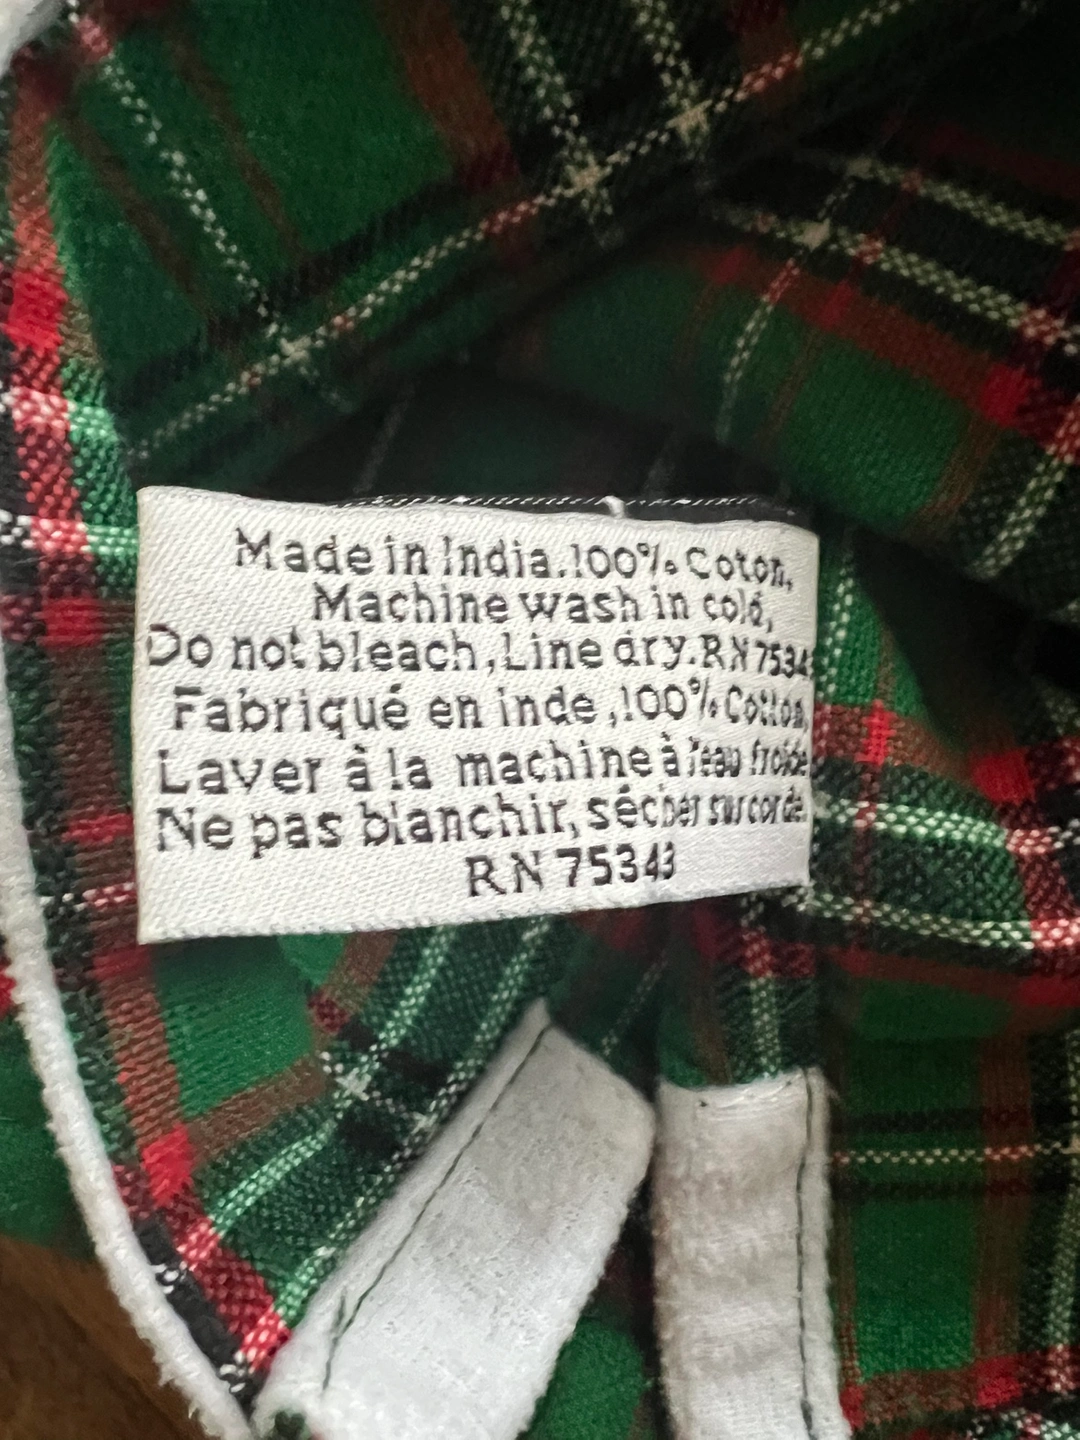 Made in India.100% Coton,
Machine wash in cold,
Do not bleach,Line dry.RN 75343
Fabriqué en inde ,100% Cotton,
Laver à la machine à l'eau froide
Ne pas blanchir, sécher sur corde.
RN 75343